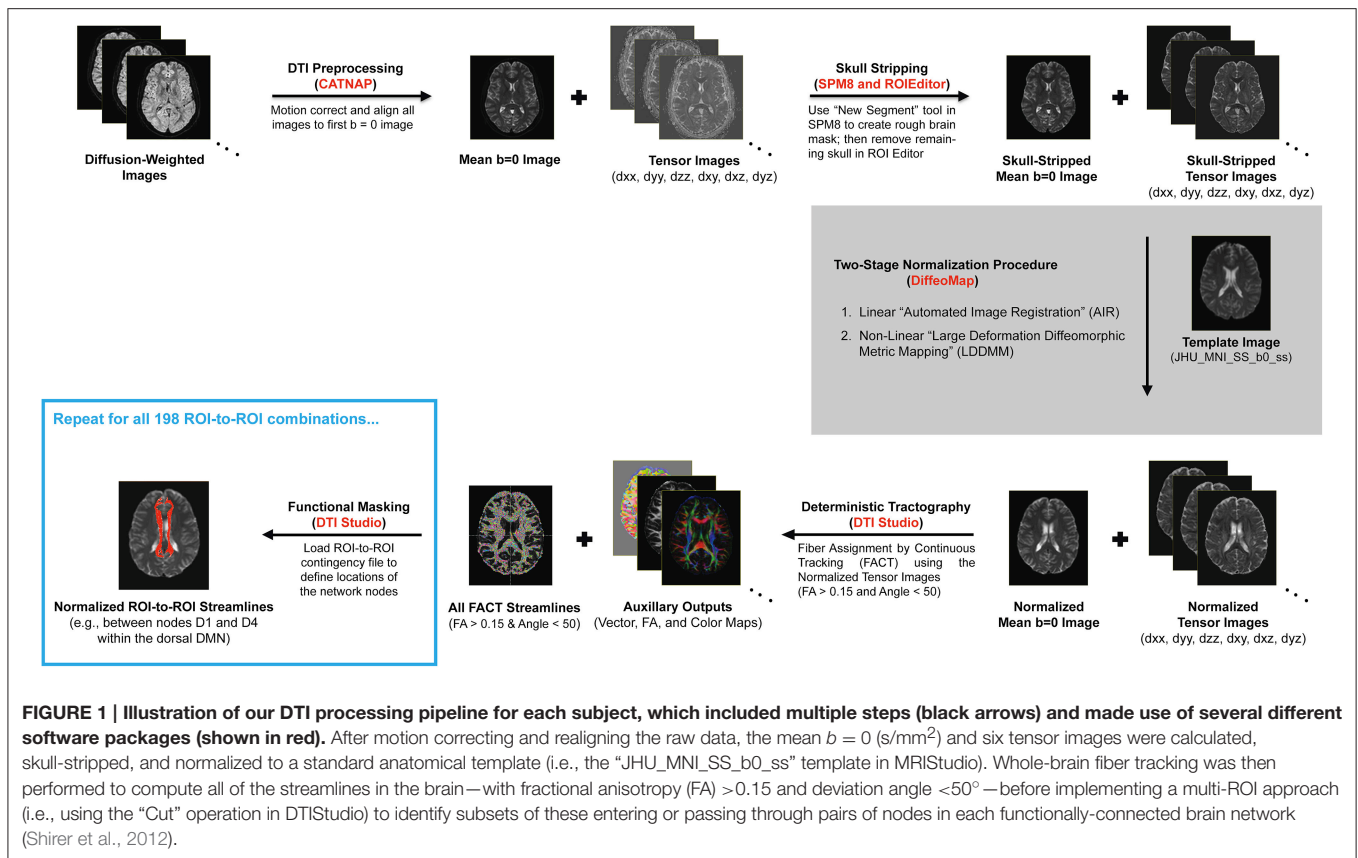 DTI Preprocessing
(CATNAP)
Motion correct and align all
images to first b = 0 image
Diffusion-Weighted
Images
Mean b=0 Image
+
Tensor Images
(dxx, dyy, dzz, dxy, dxz, dyz)
Skull Stripping
(SPM8 and ROIEditor)
Use “New Segment” tool in
SPM8 to create rough brain
mask; then remove remain-
ing skull in ROI Editor
Skull-Stripped
Mean b=0 Image
+
Skull-Stripped
Tensor Images
(dxx, dyy, dzz, dxy, dxz, dyz)
Two-Stage Normalization Procedure
(DiffeoMap)
1. Linear “Automated Image Registration” (AIR)
2. Non-Linear “Large Deformation Diffeomorphic
Metric Mapping” (LDDMM)
Template Image
(JHU_MNI_SS_b0_ss)
Normalized
Mean b=0 Image
+
Normalized
Tensor Images
(dxx, dyy, dzz, dxy, dxz, dyz)
Deterministic Tractography
(DTI Studio)
Fiber Assignment by Continuous
Tracking (FACT) using the
Normalized Tensor Images
(FA > 0.15 and Angle < 50)
All FACT Streamlines
(FA > 0.15 & Angle < 50)
+
Auxillary Outputs
(Vector, FA, and Color Maps)
Repeat for all 198 ROI-to-ROI combinations...
Functional Masking
(DTI Studio)
Load ROI-to-ROI
contingency file to
define locations of
the network nodes
Normalized ROI-to-ROI Streamlines
(e.g., between nodes D1 and D4
within the dorsal DMN)
FIGURE 1 | Illustration of our DTI processing pipeline for each subject, which included multiple steps (black arrows) and made use of several different
software packages (shown in red). After motion correcting and realigning the raw data, the mean b = 0 (s/mm²) and six tensor images were calculated,
skull-stripped, and normalized to a standard anatomical template (i.e., the “JHU_MNI_SS_b0_ss” template in MRIStudio). Whole-brain fiber tracking was then
performed to compute all of the streamlines in the brain—with fractional anisotropy (FA) >0.15 and deviation angle <50°—before implementing a multi-ROI approach
(i.e., using the “Cut” operation in DTIStudio) to identify subsets of these entering or passing through pairs of nodes in each functionally-connected brain network
(Shirer et al., 2012).